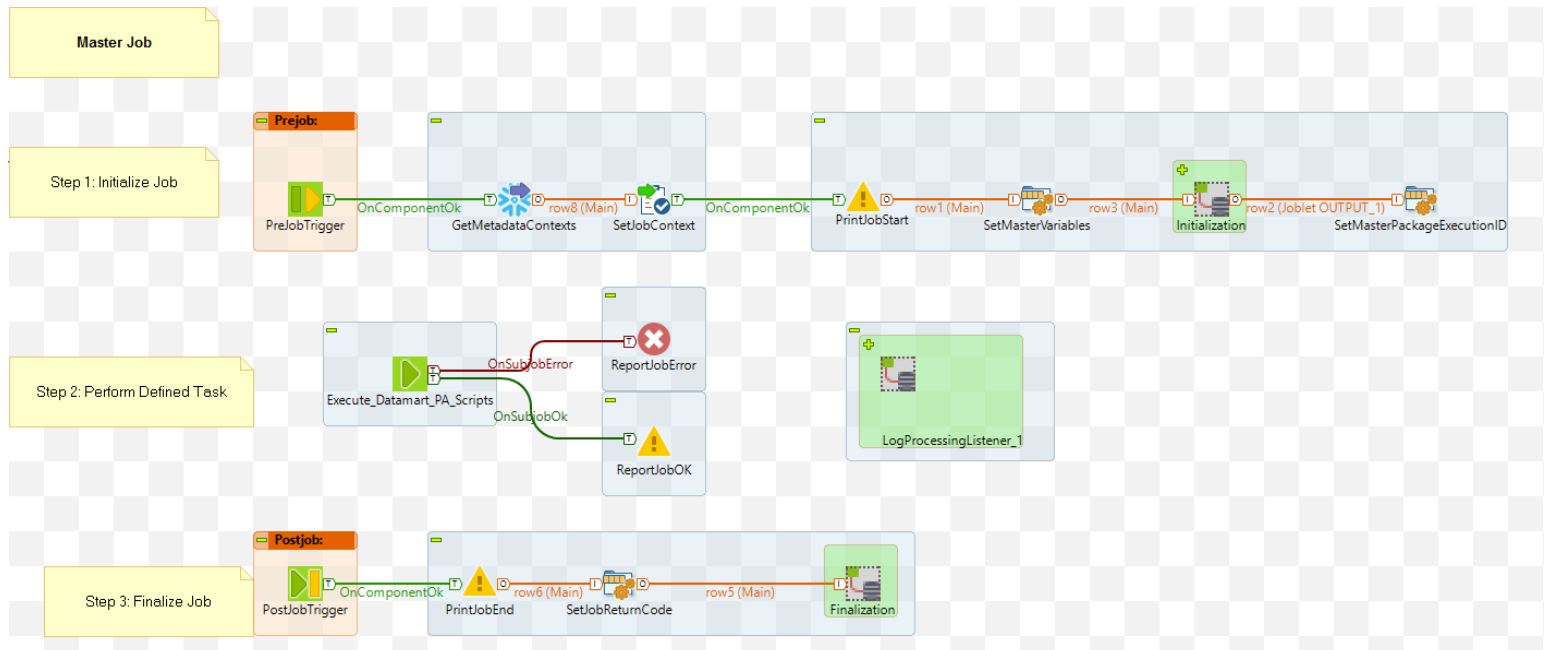 Master Job
Prejob:
Step 1: Initialize Job
T
OnComponentOk
T
O
row8 (Main)
I
T
OnComponentOk
T
O
row1 (Main)
I
O
row3 (Main)
I
O
row2 (Joblet OUTPUT_1)
I
PreJobTrigger
GetMetadataContexts
SetJobContext
PrintJobStart
SetMasterVariables
Initialization
SetMasterPackageExecutionID
Step 2: Perform Defined Task
T
T
OnSubjobError
T
ReportJobError
Execute_Datamart_PA_Scripts
OnSubjobOk
T
ReportJobOK
LogProcessingListener_1
Postjob:
Step 3: Finalize Job
T
OnComponentOk
T
O
row6 (Main)
I
O
row5 (Main)
I
PostJobTrigger
PrintJobEnd
SetJobReturnCode
Finalization